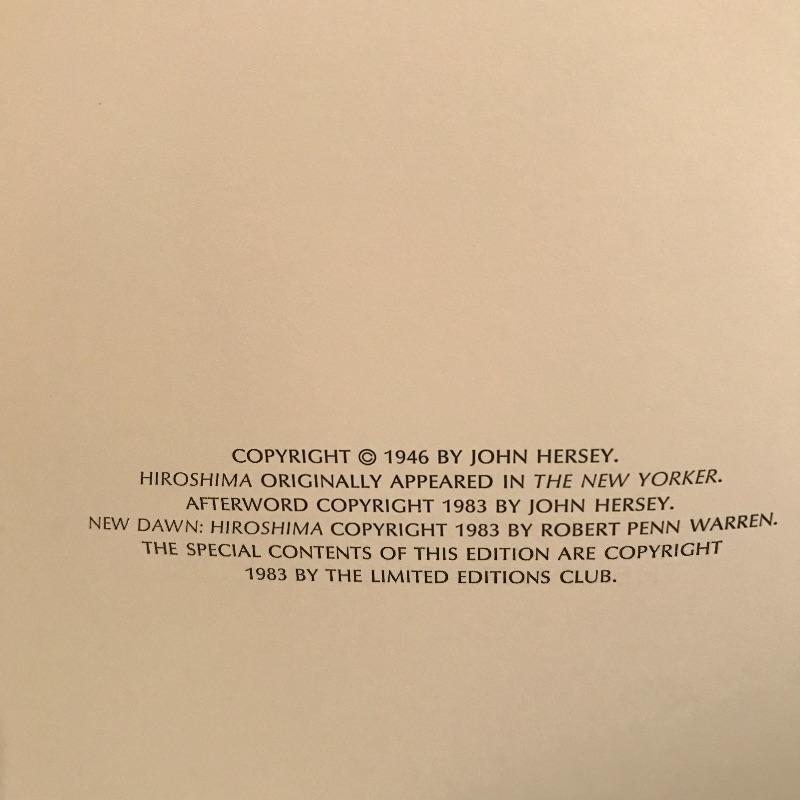 COPYRIGHT © 1946 BY JOHN HERSEY.
HIROSHIMA ORIGINALLY APPEARED IN THE NEW YORKER.
AFTERWORD COPYRIGHT 1983 BY JOHN HERSEY.
NEW DAWN: HIROSHIMA COPYRIGHT 1983 BY ROBERT PENN WARREN.
THE SPECIAL CONTENTS OF THIS EDITION ARE COPYRIGHT
1983 BY THE LIMITED EDITIONS CLUB.